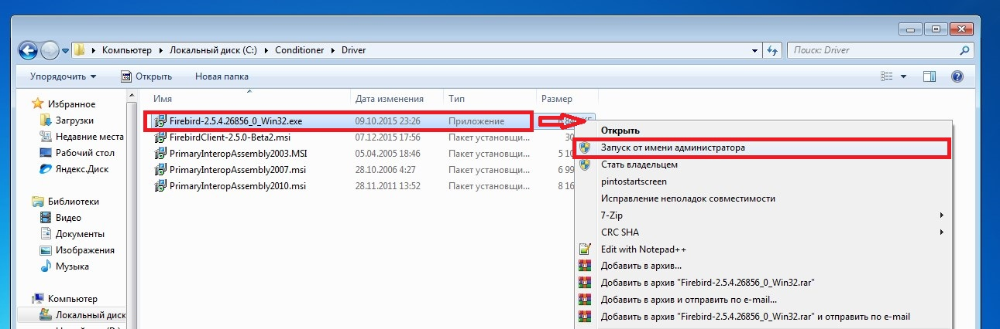 Компьютер Локальный диск (C:) Conditioner Driver
Поиск: Driver
Упорядочить Открыть Новая папка
Избранное
Загрузки
Недавние места
Рабочий стол
Яндекс.Диск
Библиотеки
Видео
Документы
Изображения
Музыка
Компьютер
Локальный диск
Имя Дата изменения Тип Размер
Firebird-2.5.4.26856_0_Win32.exe 09.10.2015 23:26 Приложение
FirebirdClient-2.5.0-Beta2.msi 07.12.2015 17:56 Пакет установщи... 30
PrimaryInteropAssembly2003.MSI 05.04.2005 18:46 Пакет установщи... 5 10
PrimaryInteropAssembly2007.msi 28.10.2006 4:27 Пакет установщи... 6 99
PrimaryInteropAssembly2010.msi 28.11.2011 13:52 Пакет установщи... 8 16
Открыть
Запуск от имени администратора
Стать владельцем
pintostartscreen
Исправление неполадок совместимости
7-Zip
CRC SHA
Edit with Notepad++
Добавить в архив...
Добавить в архив "Firebird-2.5.4.26856_0_Win32.rar"
Добавить в архив и отправить по e-mail...
Добавить в архив "Firebird-2.5.4.26856_0_Win32.rar" и отправить по e-mail